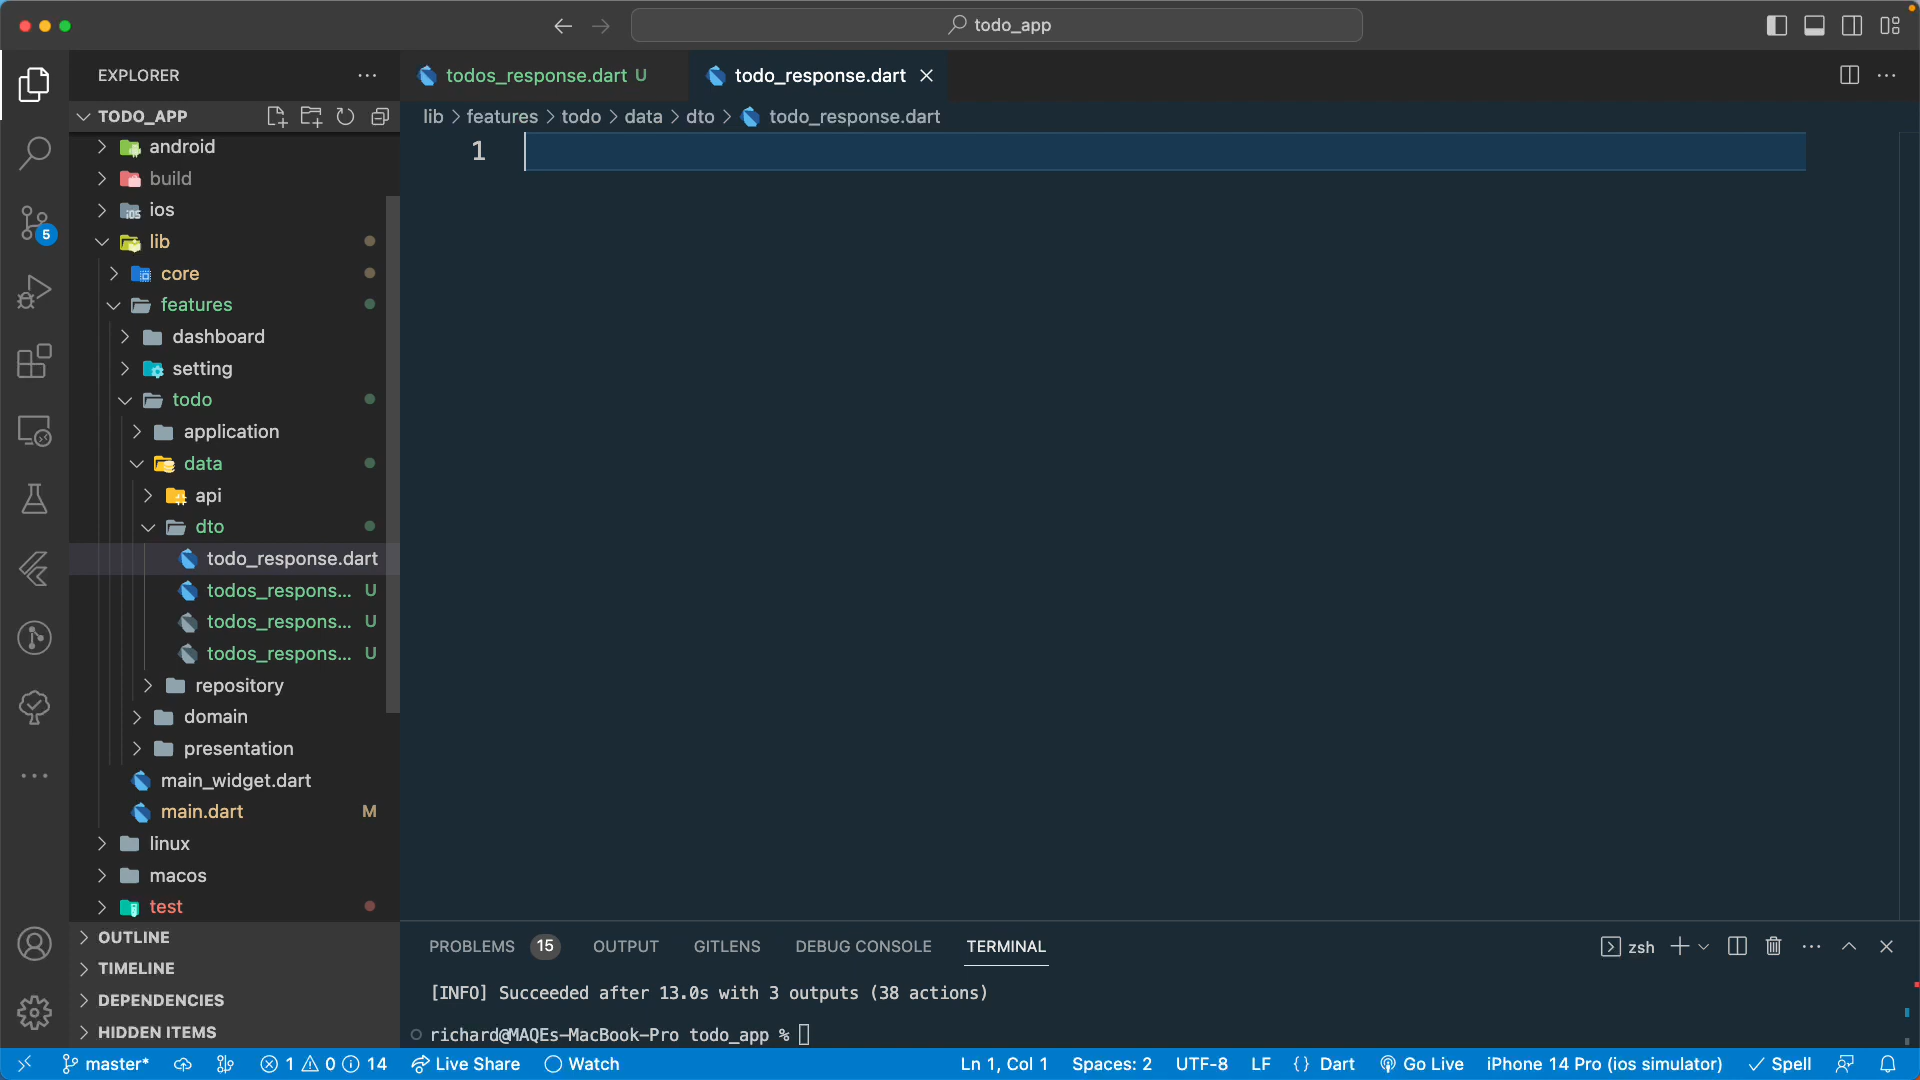 todo_app
EXPLORER
todos_response.dart U
todo_response.dart
TODO_APP
lib > features > todo > data > dto > todo_response.dart
1
android
build
ios
lib
core
features
dashboard
setting
todo
application
data
api
dto
todo_response.dart
todos_respons... U
todos_respons... U
todos_respons... U
repository
domain
presentation
main_widget.dart
main.dart M
linux
macos
test
OUTLINE
TIMELINE
DEPENDENCIES
HIDDEN ITEMS
5
PROBLEMS 15 OUTPUT GITLENS DEBUG CONSOLE TERMINAL zsh
[INFO] Succeeded after 13.0s with 3 outputs (38 actions)
richard@MAQEs-MacBook-Pro todo_app %
master* 1 0 14 Live Share Watch Ln 1, Col 1 Spaces: 2 UTF-8 LF {} Dart Go Live iPhone 14 Pro (ios simulator) Spell